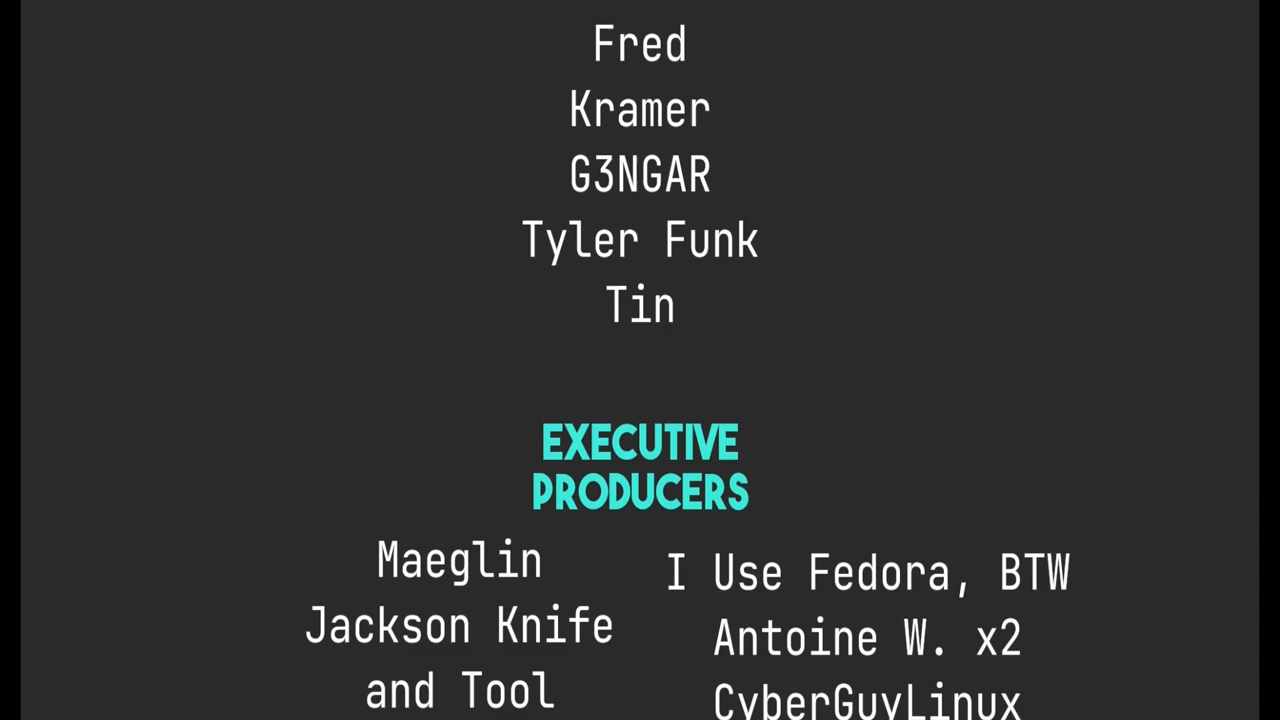 Fred
Kramer
G3NGAR
Tyler Funk
Tin
EXECUTIVE
PRODUCERS
Maeglin
Jackson Knife
and Tool
I Use Fedora, BTW
Antoine W. x2
CyberGuyLinux